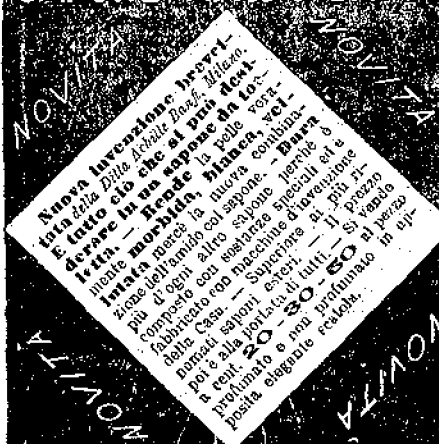 NOVITÀ
NOVITÀ
Nuova invenzione brevet-
tata della Ditta Achille Banfi, Milano.
È tutto ciò che si può desi-
derare in un sapone da tor-
letta. — Rende la pelle vera-
mente morbida, bianca, vel-
lutata mercè la nuova combina-
zione dell'amido col sapone. — Dura
più d'ogni altro sapone perchè è
composto con sostanze speciali ed è
fabbricato con macchine d'invenzione
della Casa. — Superiore ai più ri-
nomati saponi esteri. — Il prezzo
poi è alla portata di tutti. — Si vende
a cent. 20-30-50 al pezzo
profumato e non profumato in ap-
posita elegante scatola.
NOVITÀ
NOVITÀ